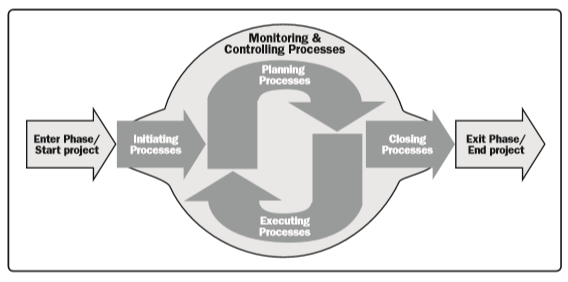 Monitoring &
Controlling Processes
Planning
Processes
Enter Phase/
Start project
Initiating
Processes
Closing
Processes
Exit Phase/
End project
Executing
Processes